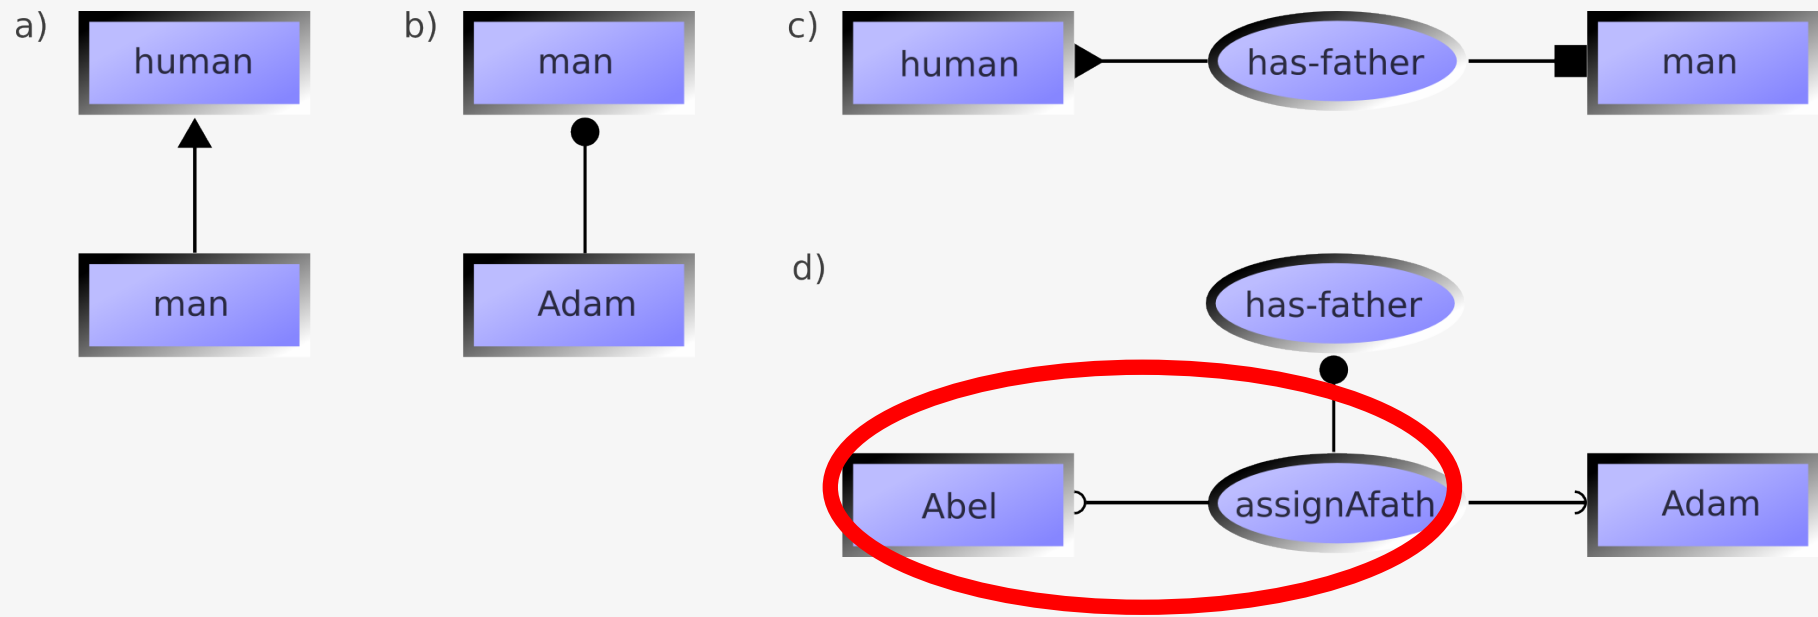 a)
human
man
b)
man
Adam
c)
human
has-father
man
d)
has-father
Abel
assignAfath
Adam